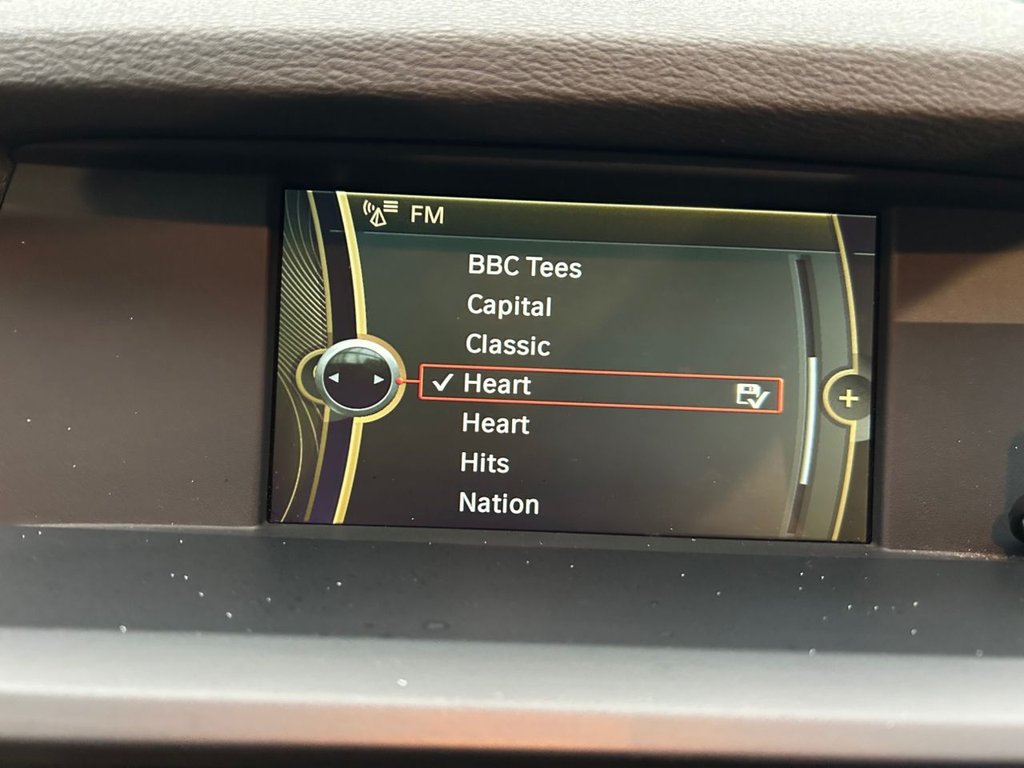 FM
BBC Tees
Capital
Classic
Heart
Heart
Hits
Nation